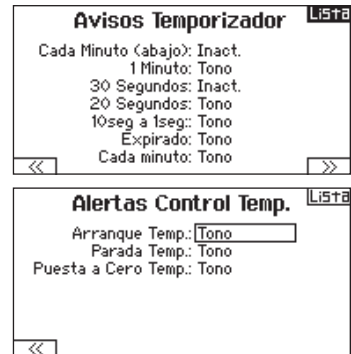 Avisos Temporizador
Lista
Cada Minuto (abajo): Inact.
1 Minuto: Tono
30 Segundos: Inact.
20 Segundos: Tono
10seg a 1seg:: Tono
Expirado: Tono
Cada minuto: Tono
<< >>
Alertas Control Temp.
Lista
Arranque Temp.: Tono
Parada Temp.: Tono
Puesta a Cero Temp.: Tono
<<